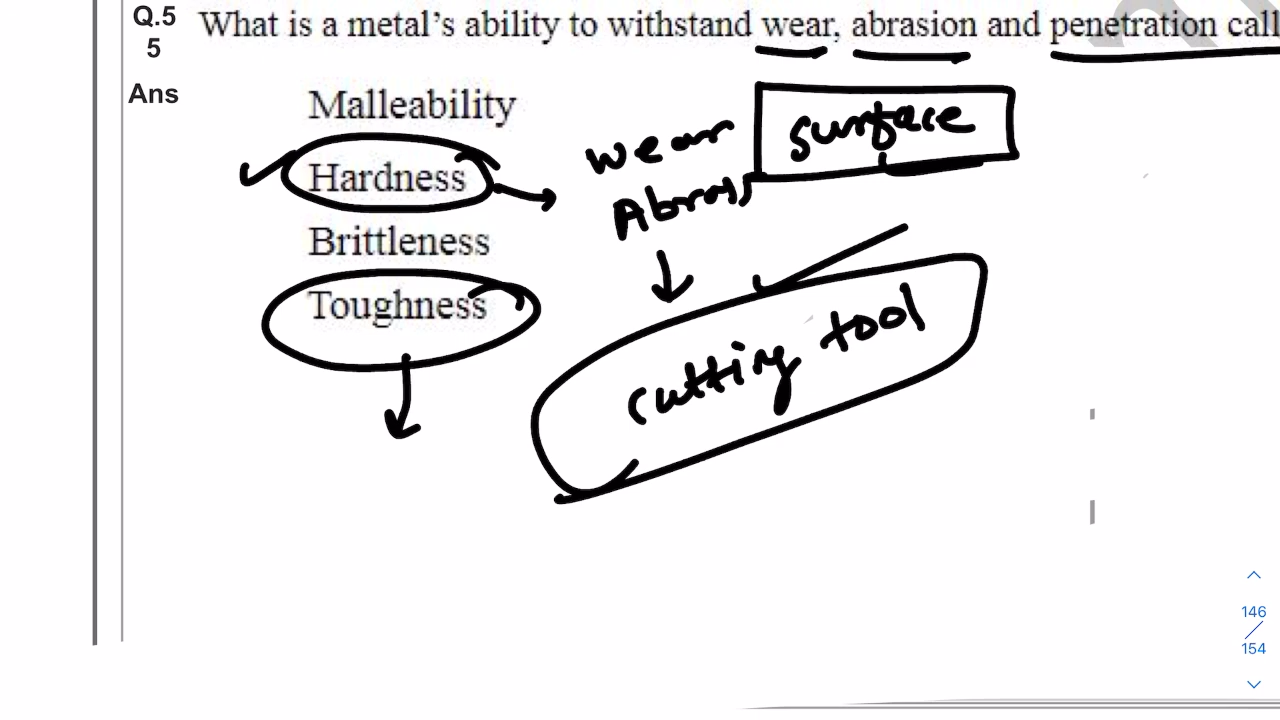 Q.5 What is a metal's ability to withstand wear, abrasion and penetration call
5
Ans
Malleability
Hardness
Brittleness
Toughness
wear
surface
cutting tool
146
154